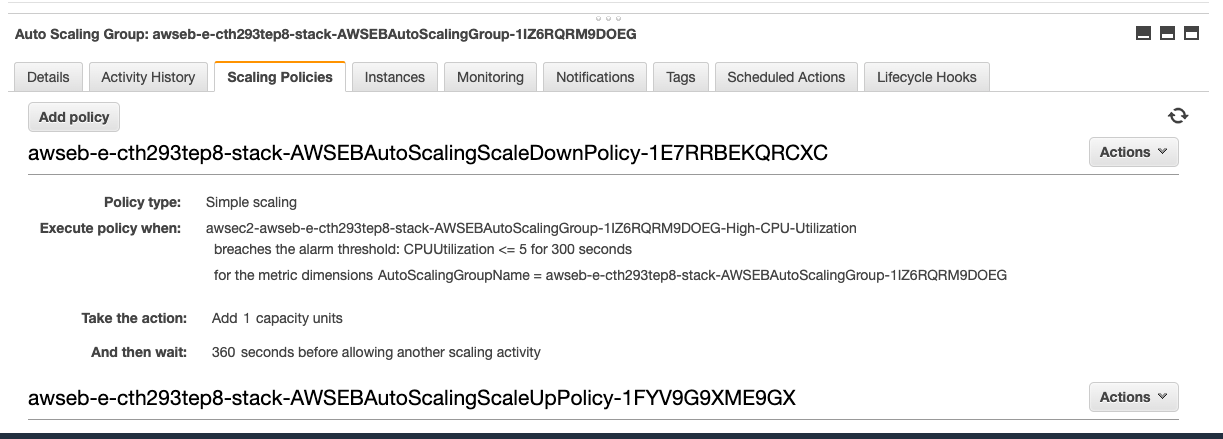 Auto Scaling Group: awseb-e-cth293tep8-stack-AWSEBAutoScalingGroup-1IZ6RQRM9DOEG
Details Activity History Scaling Policies Instances Monitoring Notifications Tags Scheduled Actions Lifecycle Hooks
Add policy
awseb-e-cth293tep8-stack-AWSEBAutoScalingScaleDownPolicy-1E7RRBEKQRCXC Actions
Policy type: Simple scaling
Execute policy when: awsec2-awseb-e-cth293tep8-stack-AWSEBAutoScalingGroup-1IZ6RQRM9DOEG-High-CPU-Utilization
breaches the alarm threshold: CPUUtilization <= 5 for 300 seconds
for the metric dimensions AutoScalingGroupName = awseb-e-cth293tep8-stack-AWSEBAutoScalingGroup-1IZ6RQRM9DOEG
Take the action: Add 1 capacity units
And then wait: 360 seconds before allowing another scaling activity
awseb-e-cth293tep8-stack-AWSEBAutoScalingScaleUpPolicy-1FYV9G9XME9GX Actions